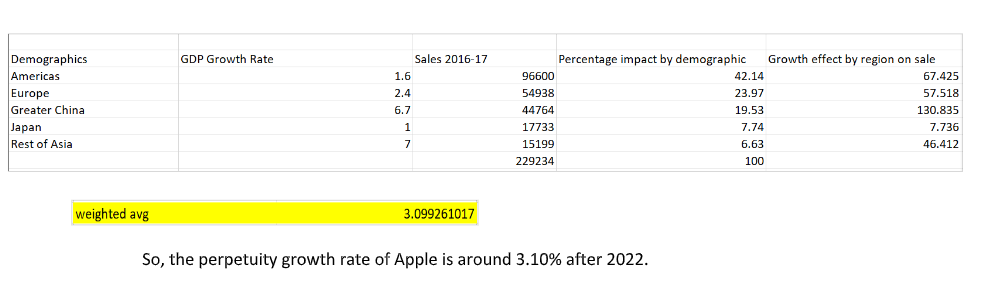 Demographics GDP Growth Rate Sales 2016-17 Percentage impact by demographic Growth effect by region on sale
Americas 1.6 96600 42.14 67.425
Europe 2.4 54938 23.97 57.518
Greater China 6.7 44764 19.53 130.835
Japan 1 17733 7.74 7.736
Rest of Asia 7 15199 6.63 46.412
229234 100
weighted avg 3.099261017
So, the perpetuity growth rate of Apple is around 3.10% after 2022.